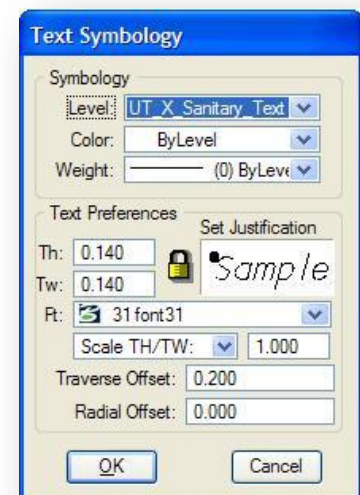 Text Symbology
Symbology
Level: UT_X_Sanitary_Text
Color: ByLevel
Weight: (0) ByLeve
Text Preferences
Set Justification
Th: 0.140
Sample
Tw: 0.140
Ft: 31 font31
Scale TH/TW: 1.000
Traverse Offset: 0.200
Radial Offset: 0.000
OK Cancel